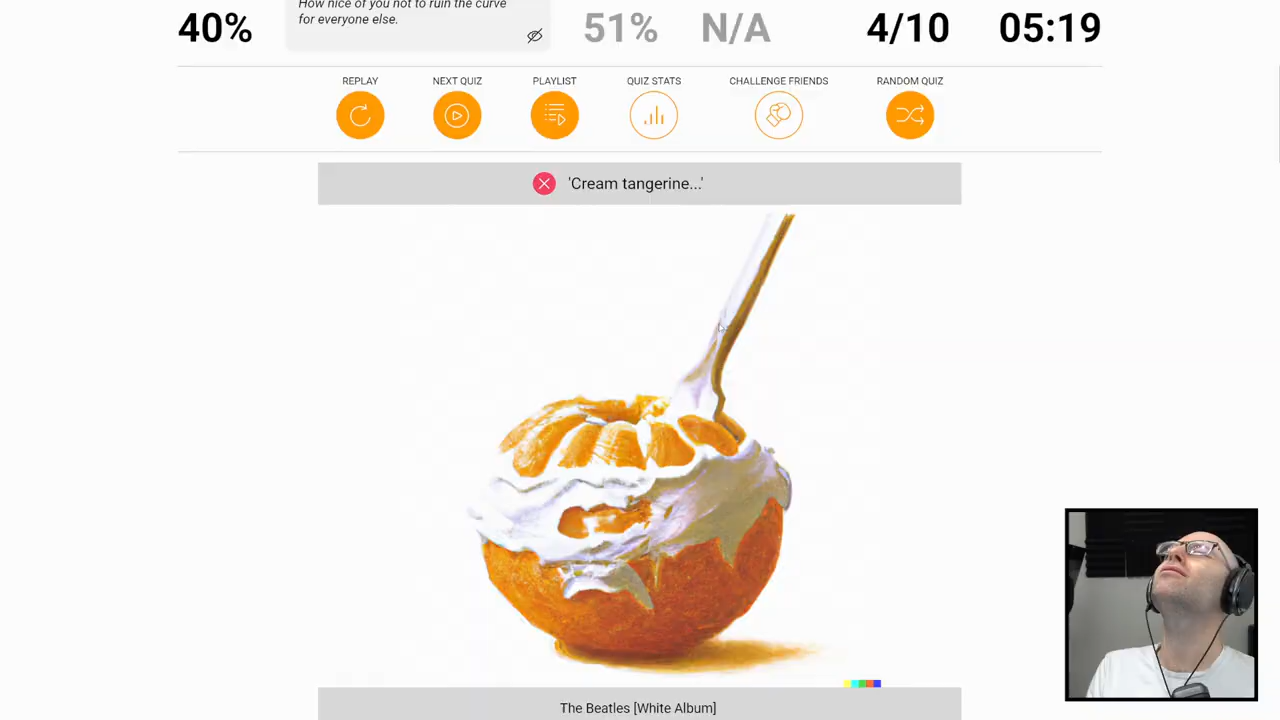 How nice of you not to ruin the curve
for everyone else.
40%
51%
N/A
4/10
05:19
REPLAY
NEXT QUIZ
PLAYLIST
QUIZ STATS
CHALLENGE FRIENDS
RANDOM QUIZ
'Cream tangerine...'
The Beatles [White Album]